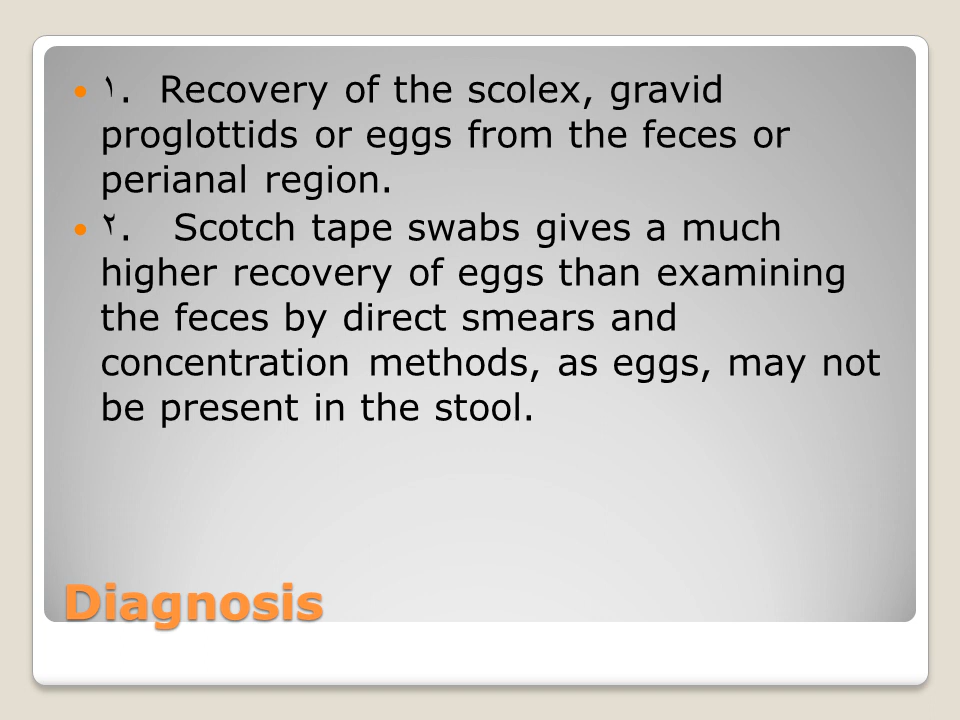 • ١. Recovery of the scolex, gravid
proglottids or eggs from the feces or
perianal region.
• ٢. Scotch tape swabs gives a much
higher recovery of eggs than examining
the feces by direct smears and
concentration methods, as eggs, may not
be present in the stool.
Diagnosis